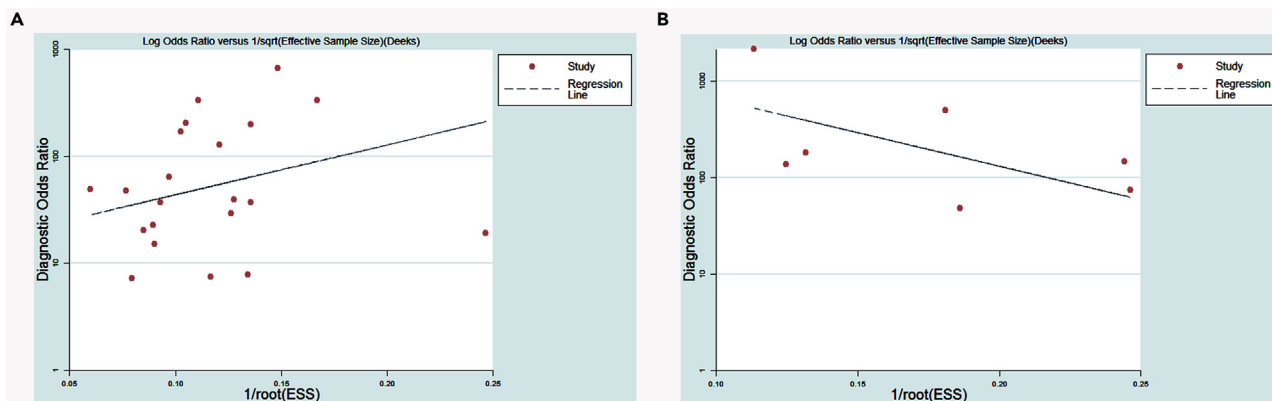 A
Log Odds Ratio versus 1/sqrt(Effective Sample Size)(Deeks)
Diagnostic Odds Ratio
1000
100
10
1
0.05
0.10
0.15
0.20
0.25
1/root(ESS)
Study
Regression
Line
B
Log Odds Ratio versus 1/sqrt(Effective Sample Size)(Deeks)
Diagnostic Odds Ratio
1000
100
10
1
0.10
0.15
0.20
0.25
1/root(ESS)
Study
Regression
Line